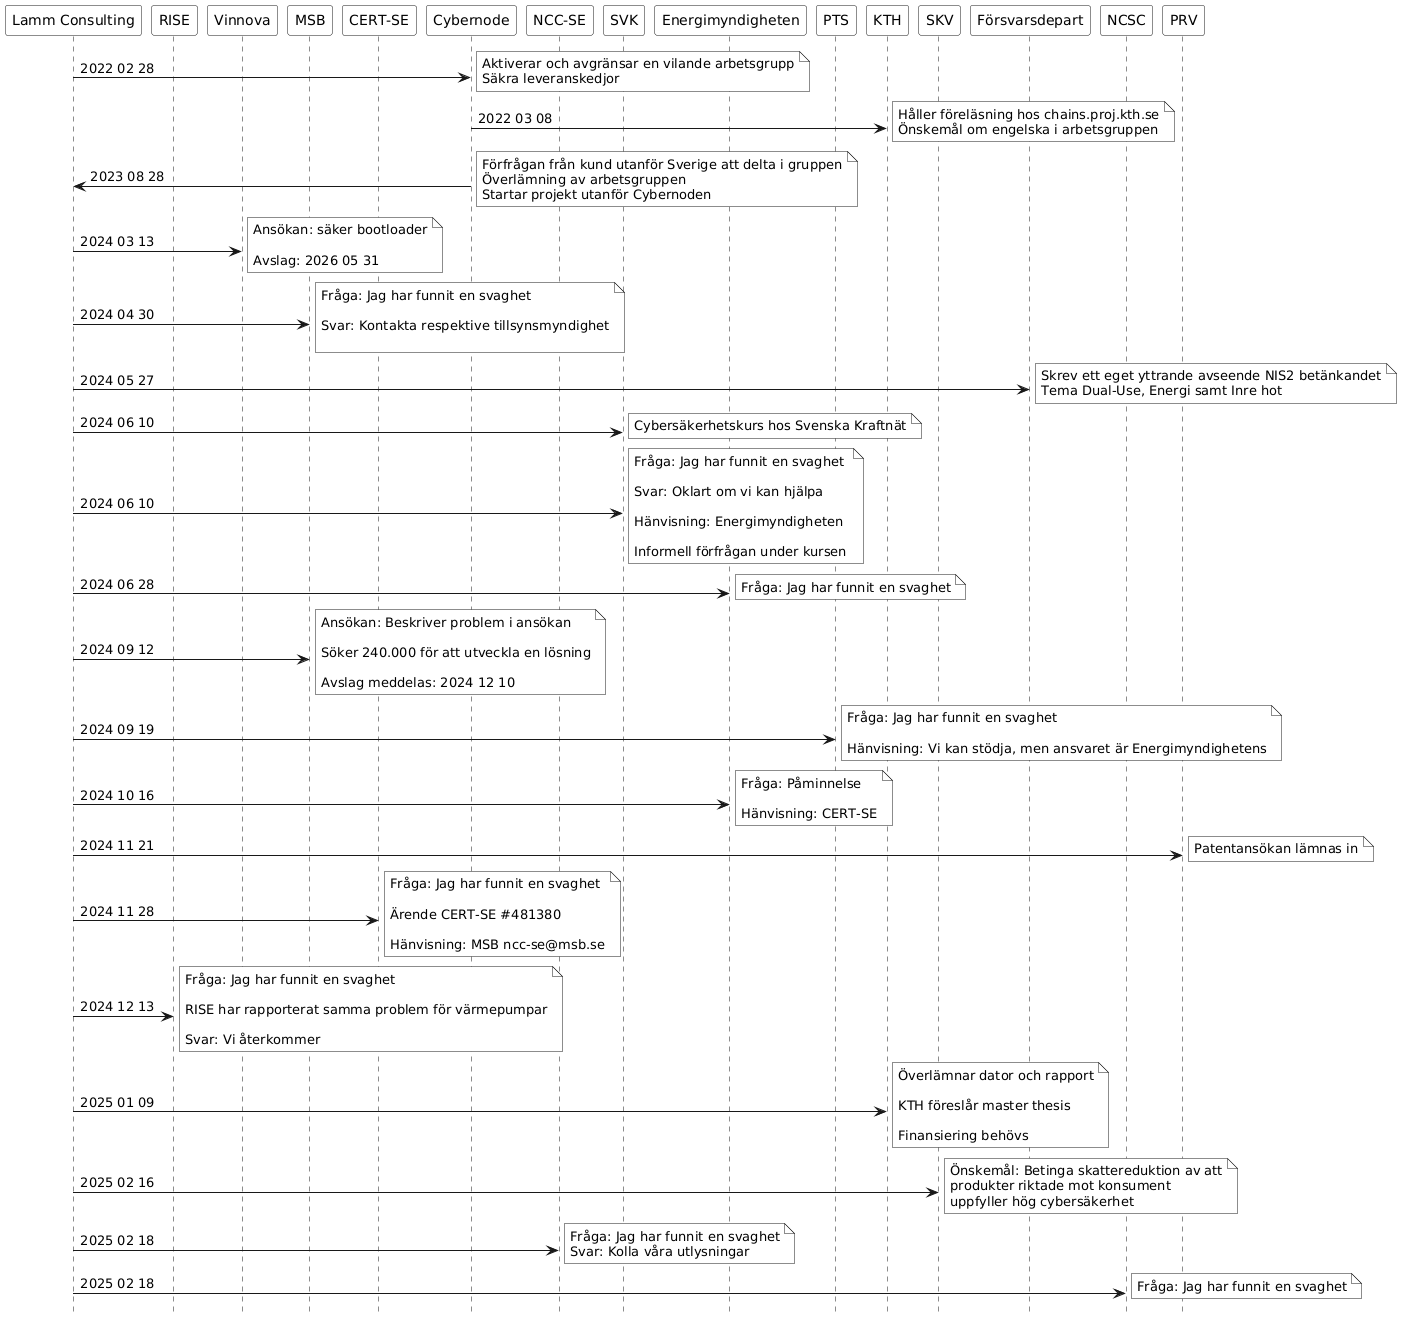 Lamm Consulting
RISE
Vinnova
MSB
CERT-SE
Cybernode
NCC-SE
SVK
Energimyndigheten
PTS
KTH
SKV
Försvarsdepart
NCSC
PRV
2022 02 28
Aktiverar och avgränsar en vilande arbetsgrupp
Säkra leveranskedjor
2022 03 08
Håller föreläsning hos chains.proj.kth.se
Önskemål om engelska i arbetsgruppen
2023 08 28
Förfrågan från kund utanför Sverige att delta i gruppen
Överlämning av arbetsgruppen
Startar projekt utanför Cybernoden
2024 03 13
Ansökan: säker bootloader
Avslag: 2026 05 31
2024 04 30
Fråga: Jag har funnit en svaghet
Svar: Kontakta respektive tillsynsmyndighet
2024 05 27
Skrev ett eget yttrande avseende NIS2 betänkandet
Tema Dual-Use, Energi samt Inre hot
2024 06 10
Cybersäkerhetskurs hos Svenska Kraftnät
2024 06 10
Fråga: Jag har funnit en svaghet
Svar: Oklart om vi kan hjälpa
Hänvisning: Energimyndigheten
Informell förfrågan under kursen
2024 06 28
Fråga: Jag har funnit en svaghet
2024 09 12
Ansökan: Beskriver problem i ansökan
Söker 240.000 för att utveckla en lösning
Avslag meddelas: 2024 12 10
2024 09 19
Fråga: Jag har funnit en svaghet
Hänvisning: Vi kan stödja, men ansvaret är Energimyndighetens
2024 10 16
Fråga: Påminnelse
Hänvisning: CERT-SE
2024 11 21
Patentansökan lämnas in
2024 11 28
Fråga: Jag har funnit en svaghet
Ärende CERT-SE #481380
Hänvisning: MSB ncc-se@msb.se
2024 12 13
Fråga: Jag har funnit en svaghet
RISE har rapporterat samma problem för värmepumpar
Svar: Vi återkommer
2025 01 09
Överlämnar dator och rapport
KTH föreslår master thesis
Finansiering behövs
2025 02 16
Önskemål: Betinga skattereduktion av att
produkter riktade mot konsument
uppfyller hög cybersäkerhet
2025 02 18
Fråga: Jag har funnit en svaghet
Svar: Kolla våra utlysningar
2025 02 18
Fråga: Jag har funnit en svaghet